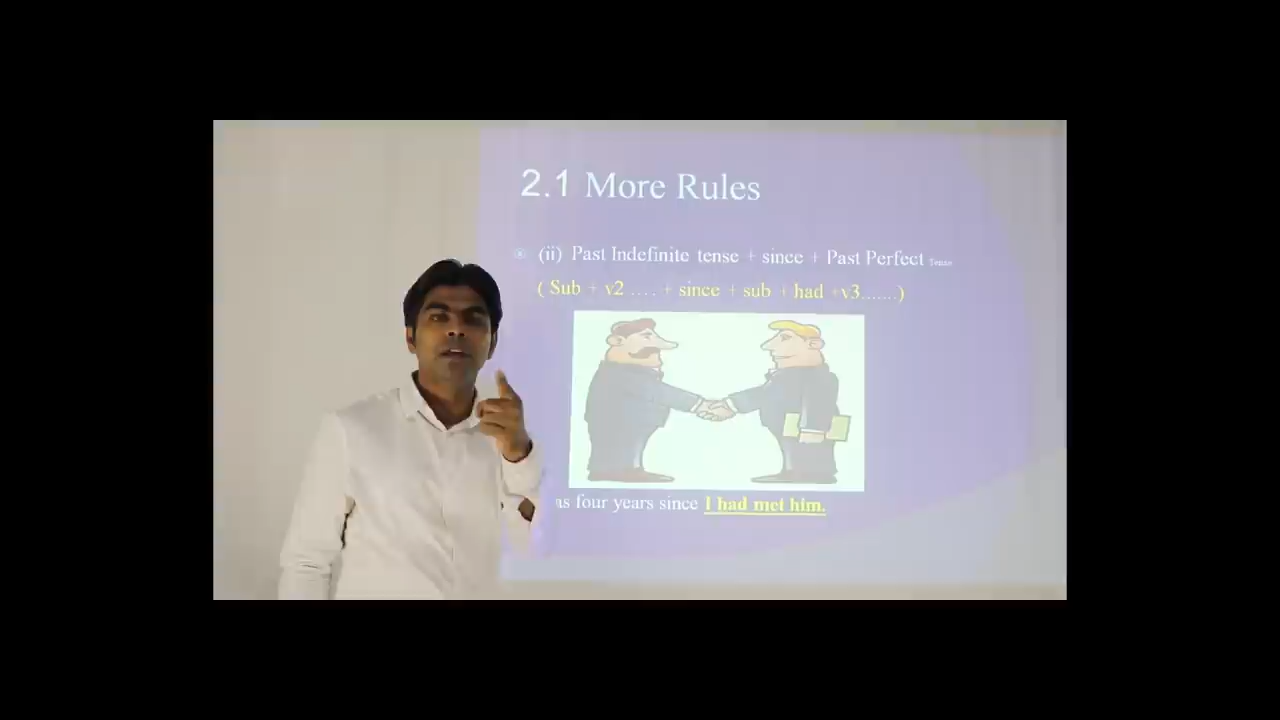 2.1 More Rules
(ii) Past Indefinite tense + since + Past Perfect Tense
( Sub + v2 .... + since + sub + had +v3.......)
as four years since I had met him.